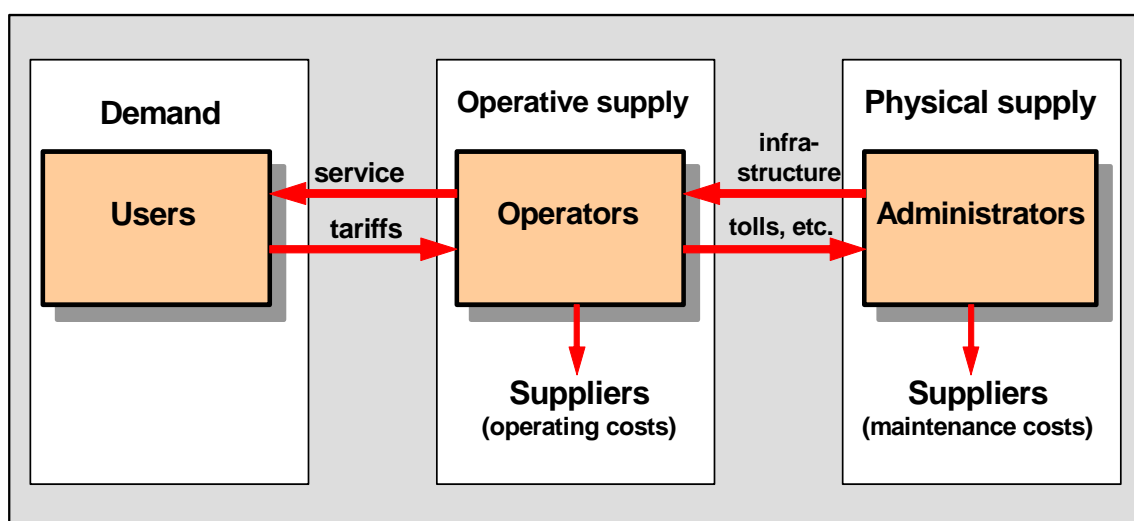 Demand
Users
service
tariffs
Operative supply
Operators
Suppliers
(operating costs)
infra-
structure
tolls, etc.
Physical supply
Administrators
Suppliers
(maintenance costs)